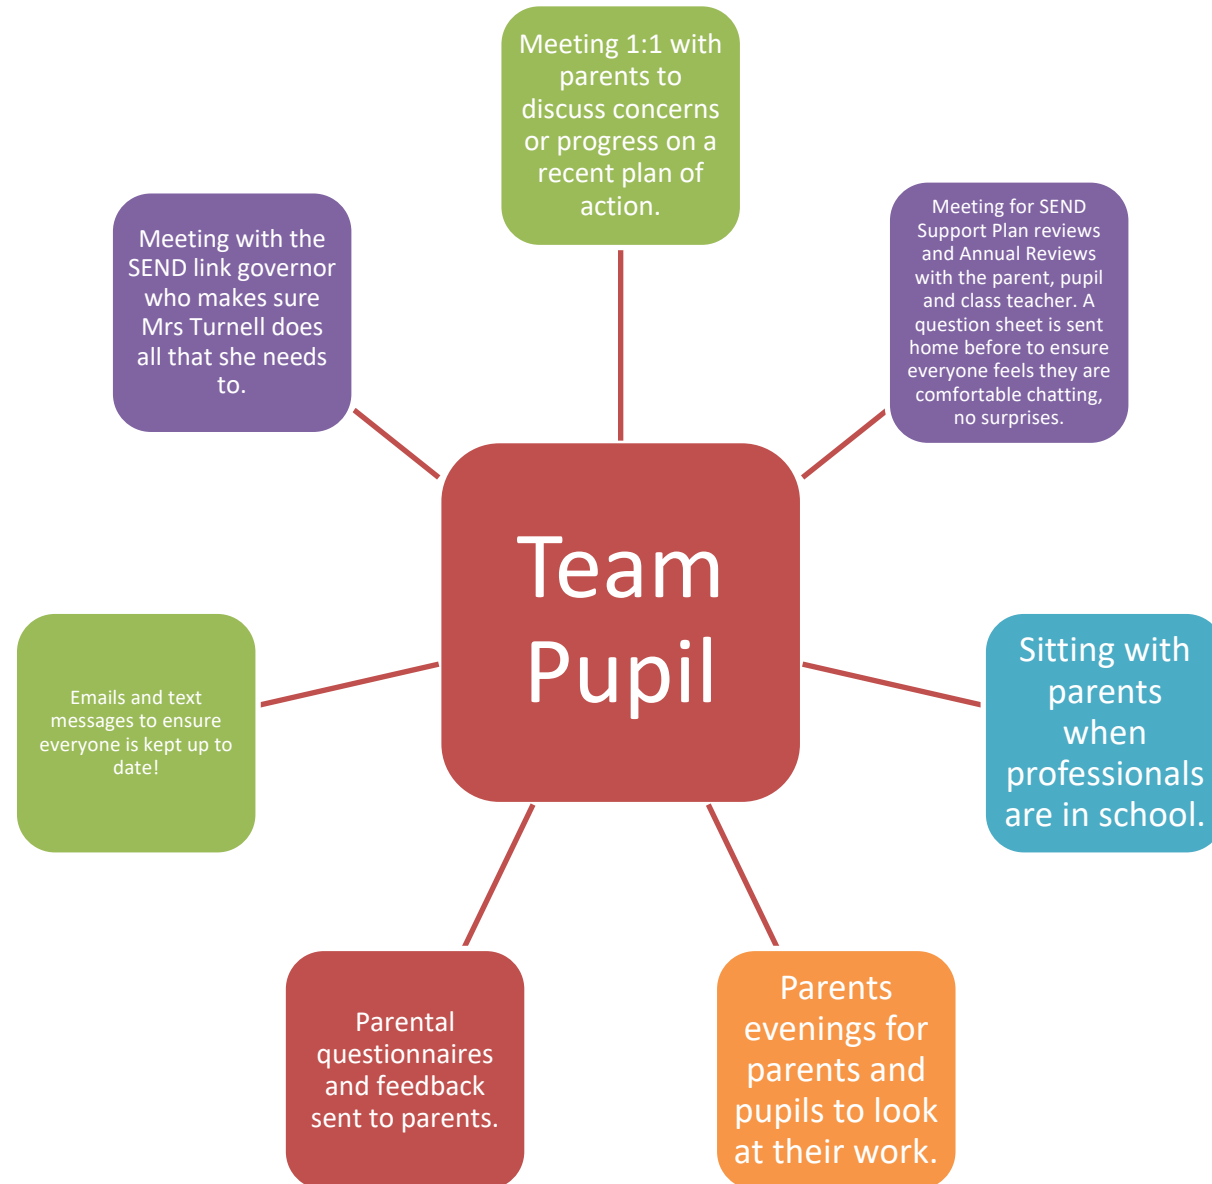 Meeting 1:1 with
parents to
discuss concerns
or progress on a
recent plan of
action.
Meeting for SEND
Support Plan reviews
and Annual Reviews
with the parent, pupil
and class teacher. A
question sheet is sent
home before to ensure
everyone feels they are
comfortable chatting,
no surprises.
Sitting with
parents
when
professionals
are in school.
Parents
evenings for
parents and
pupils to look
at their work.
Parental
questionnaires
and feedback
sent to parents.
Emails and text
messages to ensure
everyone is kept up to
date!
Meeting with the
SEND link governor
who makes sure
Mrs Turnell does
all that she needs
to.
Team
Pupil